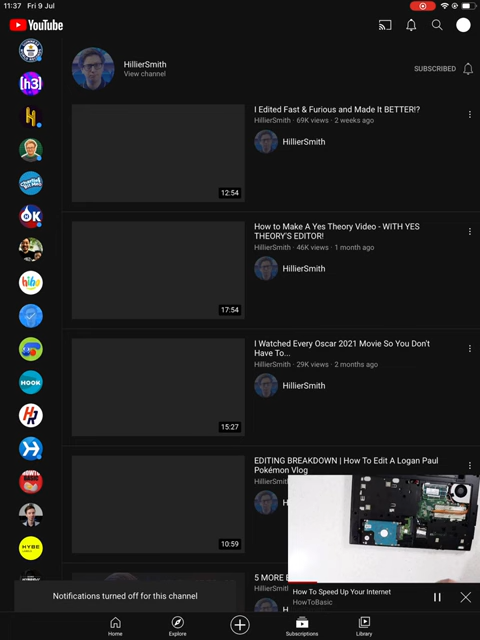 11:37 Fri 9 Jul
YouTube
HillierSmith
View channel
SUBSCRIBED
I Edited Fast & Furious and Made It BETTER!?
HillierSmith · 69K views · 2 weeks ago
HillierSmith
12:54
How to Make A Yes Theory Video - WITH YES
THEORY'S EDITOR!
HillierSmith · 46K views · 1 month ago
HillierSmith
17:54
I Watched Every Oscar 2021 Movie So You Don't
Have To...
HillierSmith · 29K views · 2 months ago
HillierSmith
15:27
EDITING BREAKDOWN | How To Edit A Logan Paul
Pokémon Vlog
10:59
5 MORE
[h3]
OK
hiho
HOOK
HYBE
Notifications turned off for this channel
How To Speed Up Your Internet
HowToBasic
Home
Explore
Subscriptions
Library